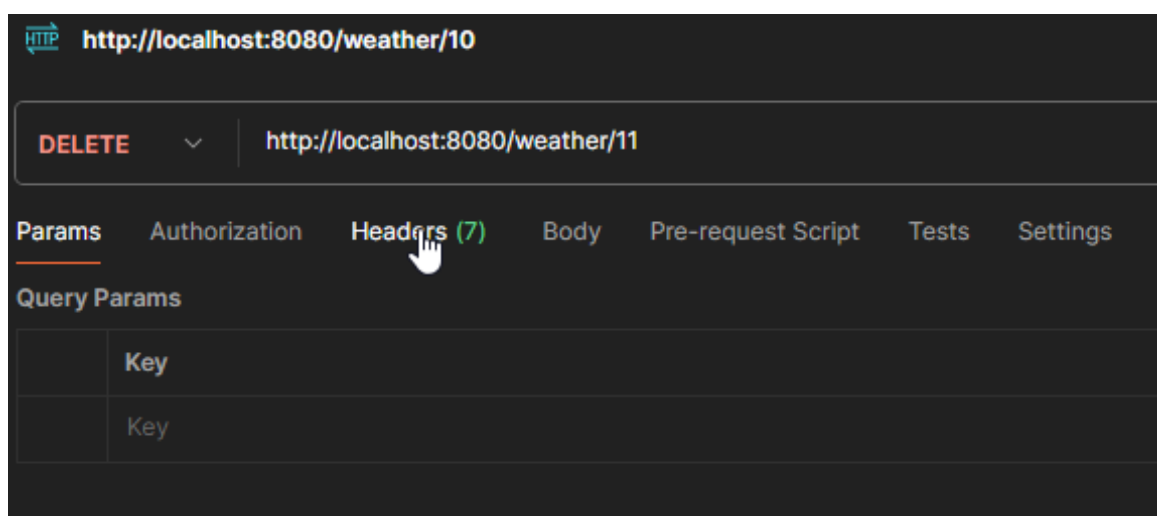 HTTP http://localhost:8080/weather/10
DELETE http://localhost:8080/weather/11
Params Authorization Headers (7) Body Pre-request Script Tests Settings
Query Params
Key
Key